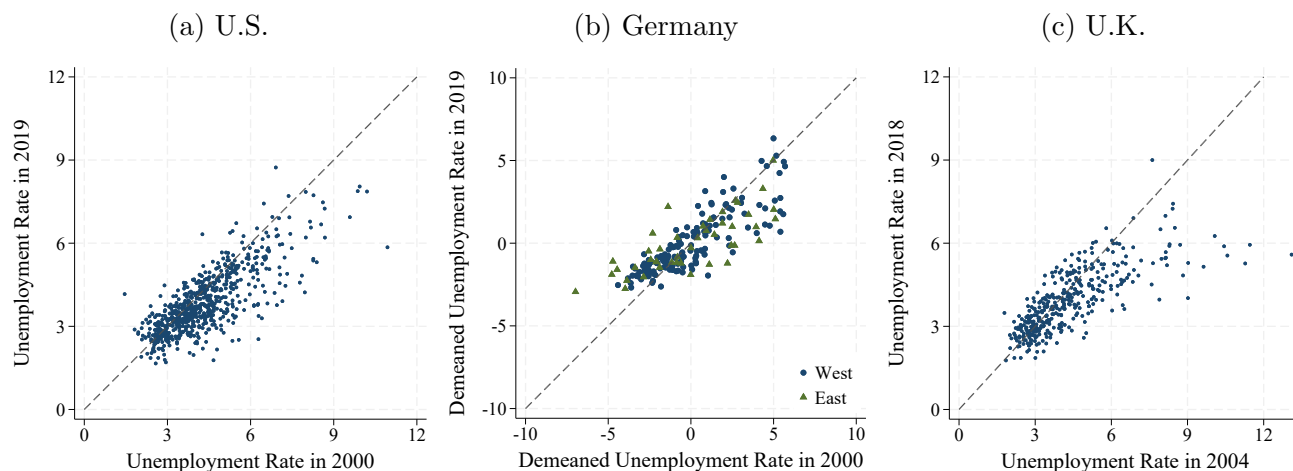 (a) U.S.
(b) Germany
(c) U.K.
Unemployment Rate in 2019
12
9
6
3
0
0 3 6 9 12
Unemployment Rate in 2000
Demeaned Unemployment Rate in 2019
10
5
0
-5
-10
West
East
-10 -5 0 5 10
Demeaned Unemployment Rate in 2000
Unemployment Rate in 2018
12
9
6
3
0
0 3 6 9 12
Unemployment Rate in 2004